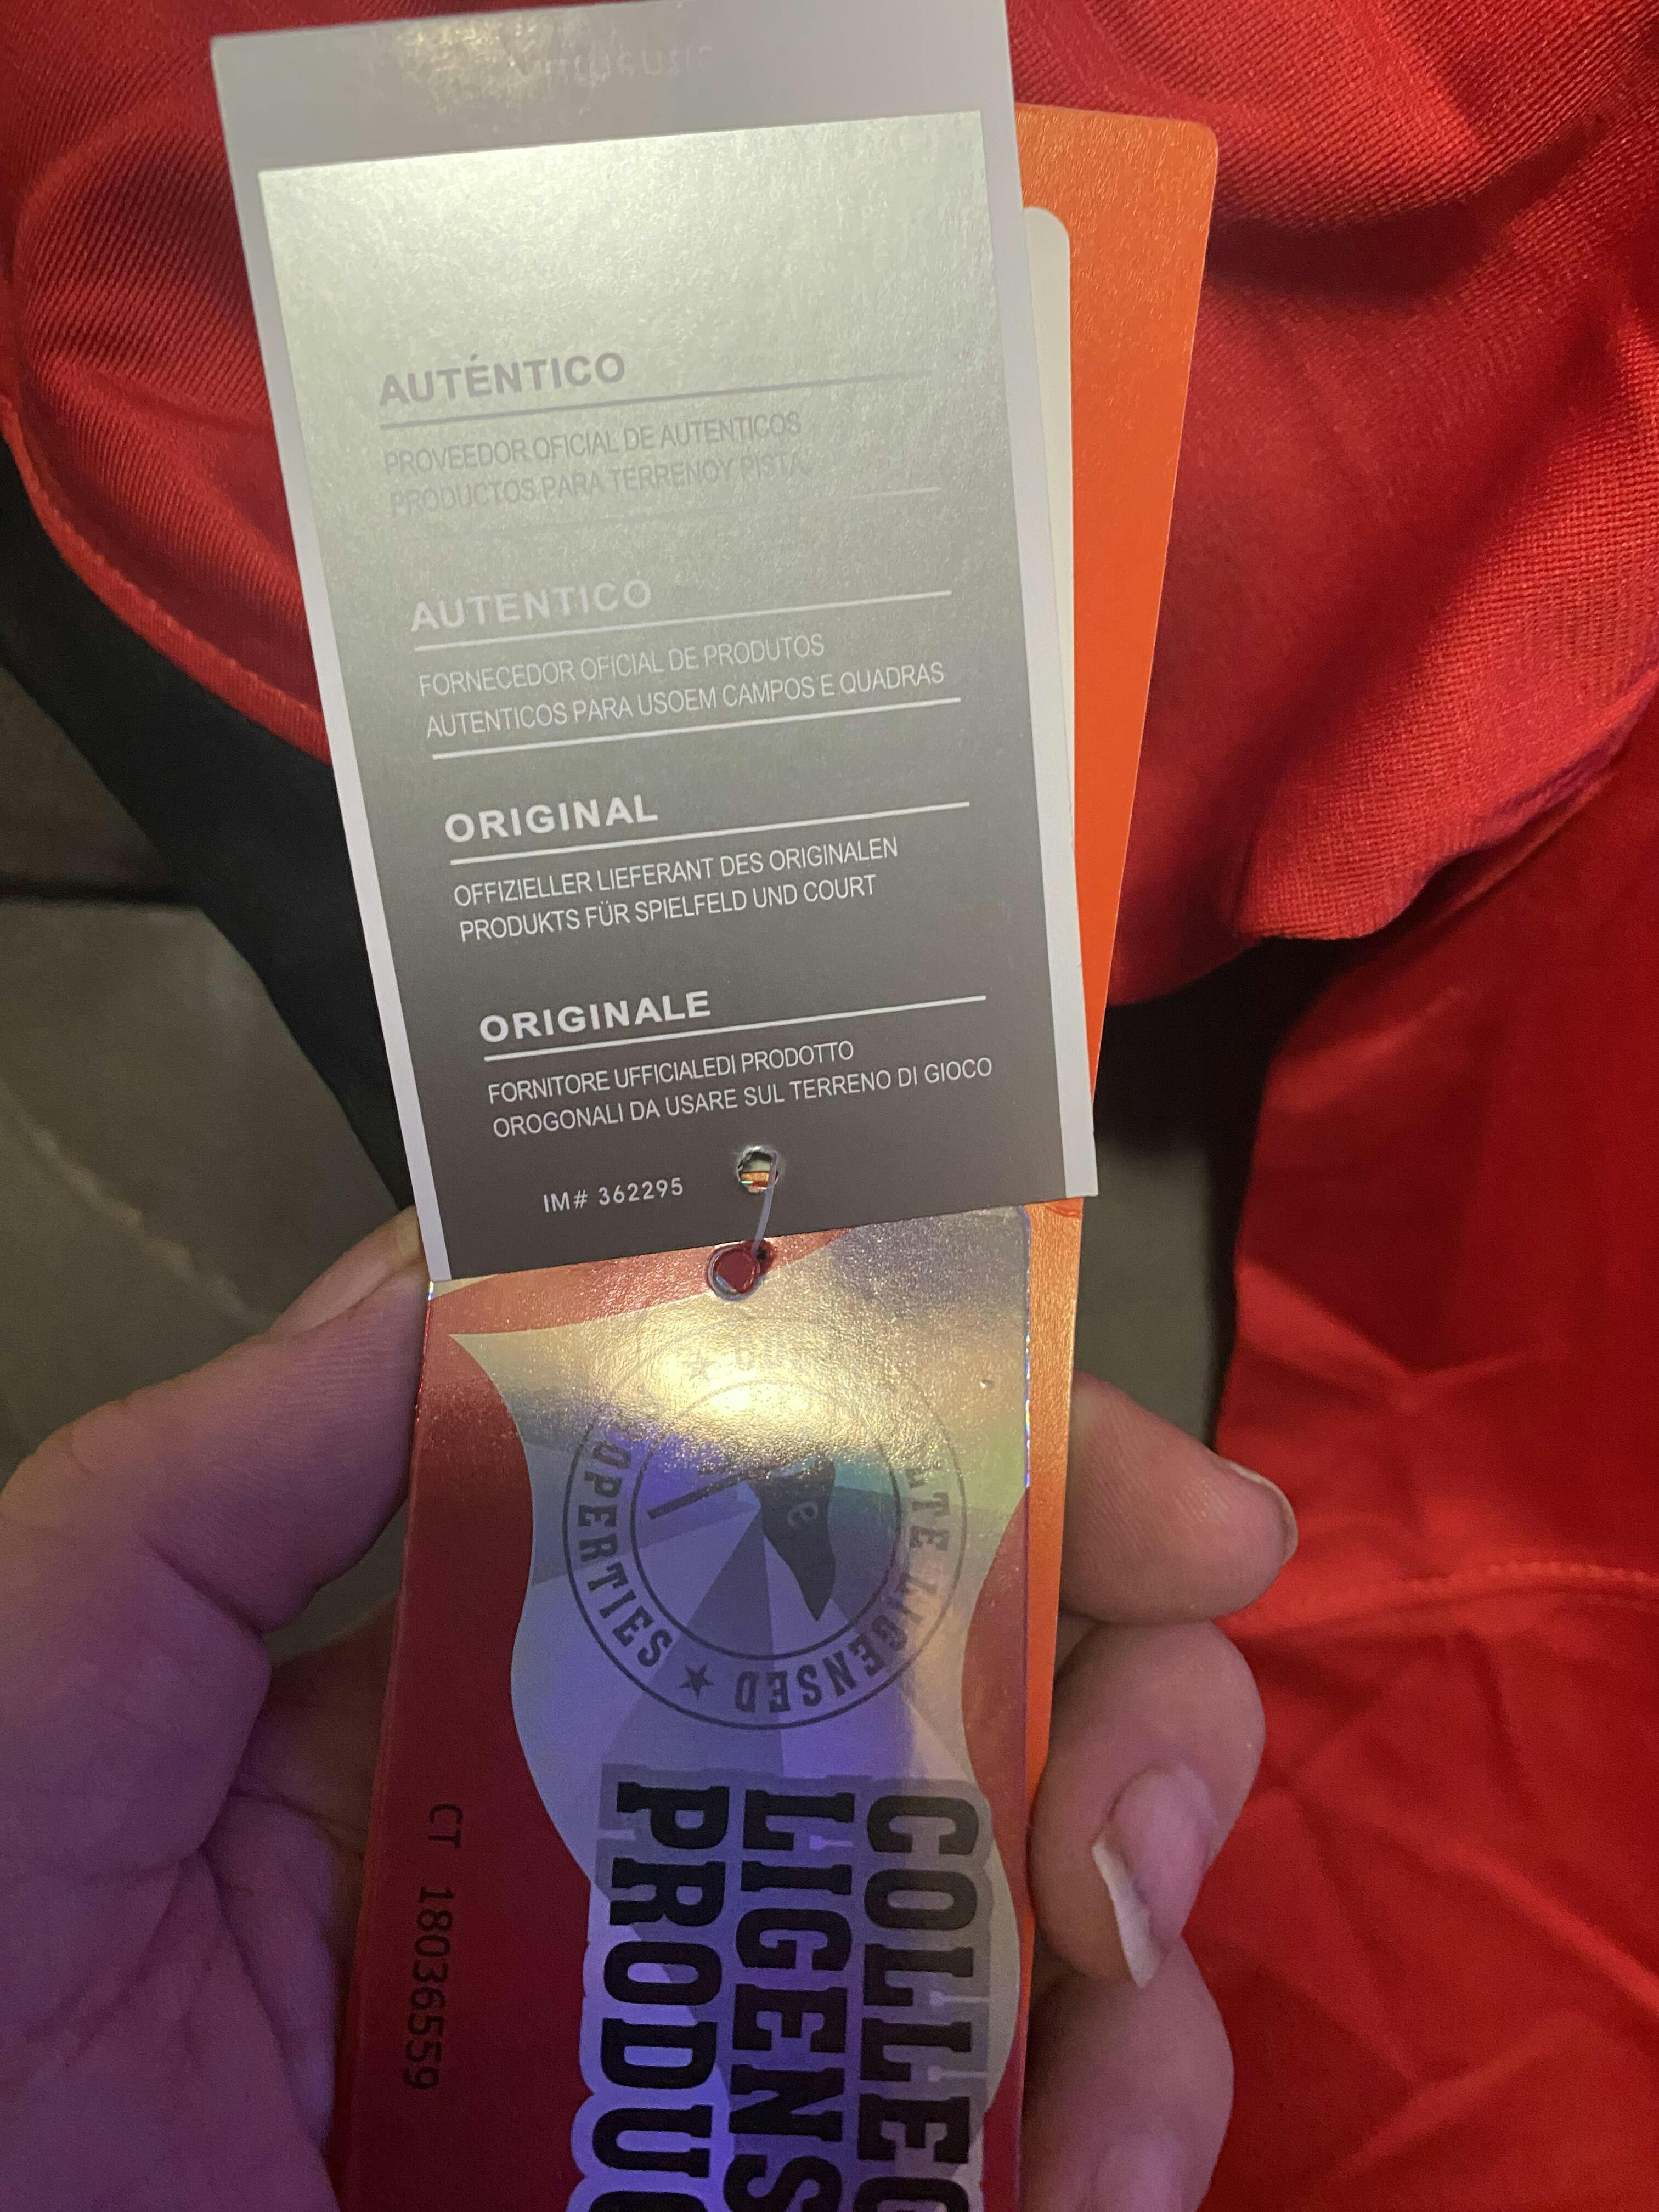 AUTÉNTICO
PROVEEDOR OFICIAL DE AUTENTICOS
PRODUCTOS PARA TERRENOY PISTA.
AUTENTICO
FORNECEDOR OFICIAL DE PRODUTOS
AUTENTICOS PARA USOEM CAMPOS E QUADRAS
ORIGINAL
OFFIZIELLER LIEFERANT DES ORIGINALEN
PRODUKTS FÜR SPIELFELD UND COURT
ORIGINALE
FORNITORE UFFICIALEDI PRODOTTO
OROGONALI DA USARE SUL TERRENO DI GIOCO
IM# 362295
LICENSED ★
OPERTIES
e
COLLEG
LICENS
PRODU
CT 18036559